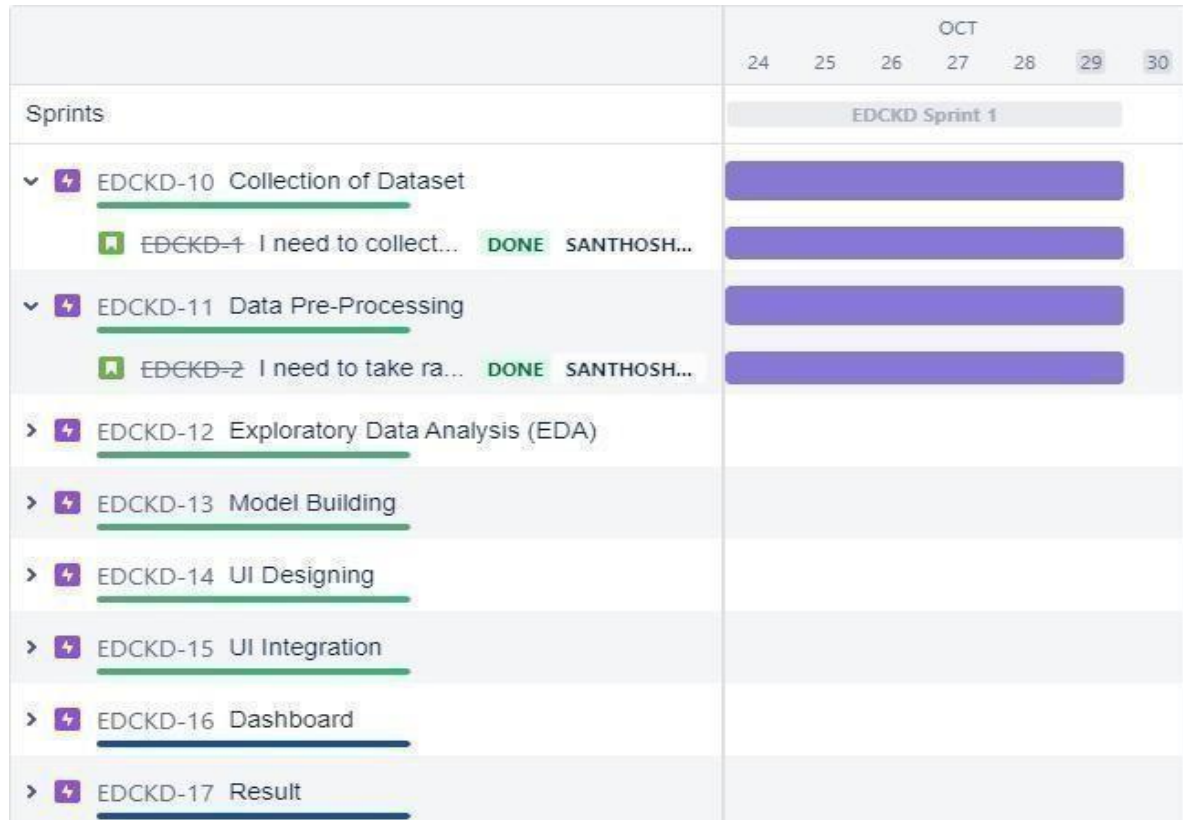 OCT
24 25 26 27 28 29 30
Sprints EDCKD Sprint 1
EDCKD-10 Collection of Dataset
EDCKD-1 I need to collect... DONE SANTHOSH...
EDCKD-11 Data Pre-Processing
EDCKD-2 I need to take ra... DONE SANTHOSH...
EDCKD-12 Exploratory Data Analysis (EDA)
EDCKD-13 Model Building
EDCKD-14 UI Designing
EDCKD-15 UI Integration
EDCKD-16 Dashboard
EDCKD-17 Result